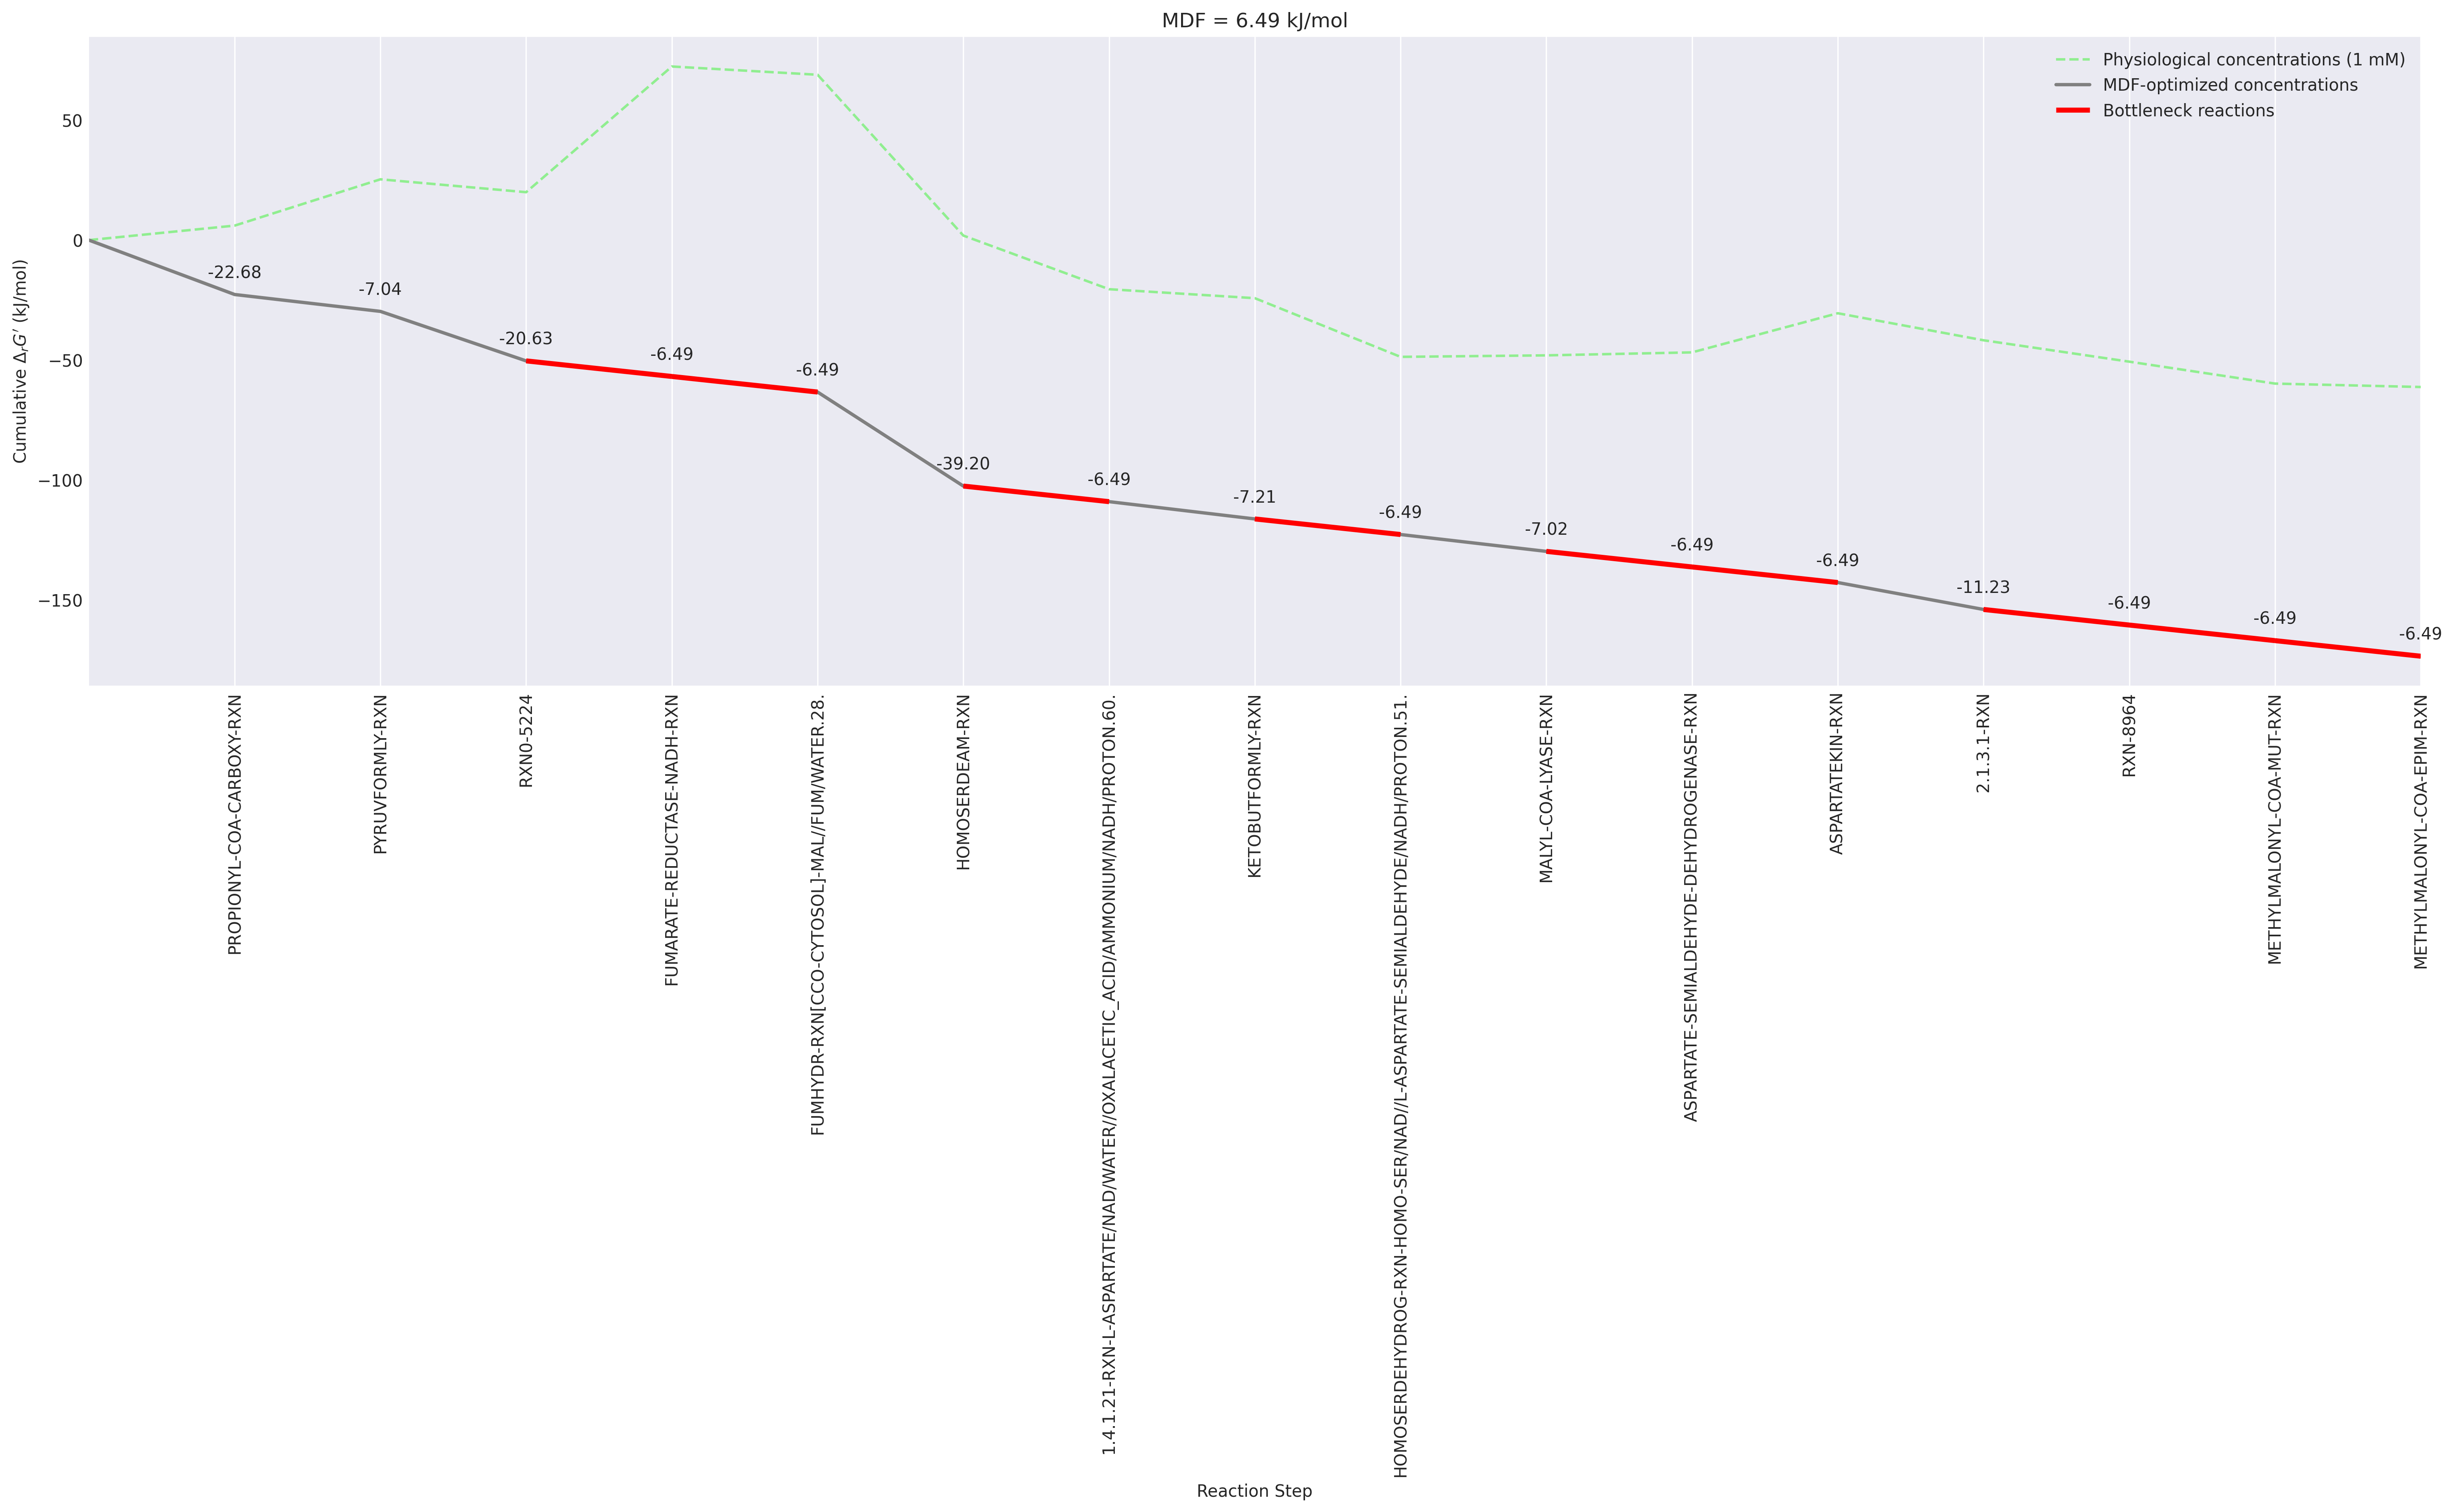 MDF = 6.49 kJ/mol
Physiological concentrations (1 mM)
MDF-optimized concentrations
Bottleneck reactions
Cumulative ΔrG′ (kJ/mol)
50
0
−50
−100
−150
-22.68
-7.04
-20.63
-6.49
-6.49
-39.20
-6.49
-7.21
-6.49
-7.02
-6.49
-6.49
-11.23
-6.49
-6.49
-6.49
PROPIONYL-COA-CARBOXY-RXN
PYRUVFORMLY-RXN
RXN0-5224
FUMARATE-REDUCTASE-NADH-RXN
FUMHYDR-RXN[CCO-CYTOSOL]-MAL//FUM/WATER.28.
HOMOSERDEAM-RXN
1.4.1.21-RXN-L-ASPARTATE/NAD/WATER//OXALACETIC_ACID/AMMONIUM/NADH/PROTON.60.
KETOBUTFORMLY-RXN
HOMOSERDEHYDROG-RXN-HOMO-SER/NAD//L-ASPARTATE-SEMIALDEHYDE/NADH/PROTON.51.
MALYL-COA-LYASE-RXN
ASPARTATE-SEMIALDEHYDE-DEHYDROGENASE-RXN
ASPARTATEKIN-RXN
2.1.3.1-RXN
RXN-8964
METHYLMALONYL-COA-MUT-RXN
METHYLMALONYL-COA-EPIM-RXN
Reaction Step